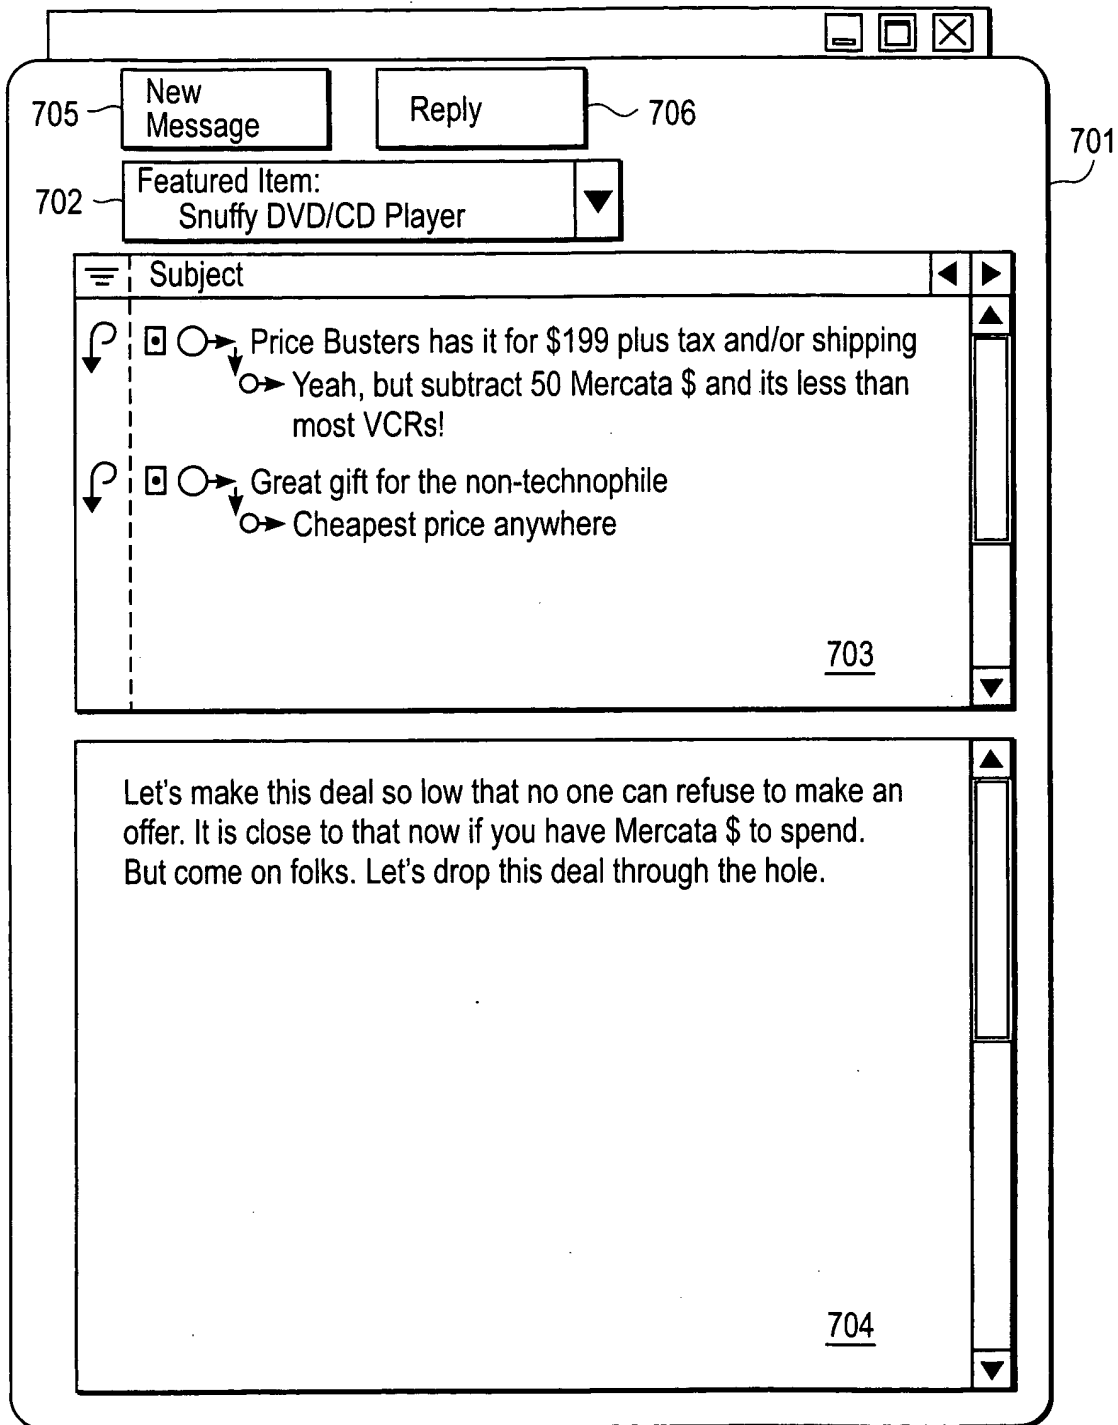 New
Message
Reply
705
706
701
Featured Item:
Snuffy DVD/CD Player
702
Subject
Price Busters has it for $199 plus tax and/or shipping
Yeah, but subtract 50 Mercata $ and its less than
most VCRs!
Great gift for the non-technophile
Cheapest price anywhere
703
Let's make this deal so low that no one can refuse to make an
offer. It is close to that now if you have Mercata $ to spend.
But come on folks. Let's drop this deal through the hole.
704